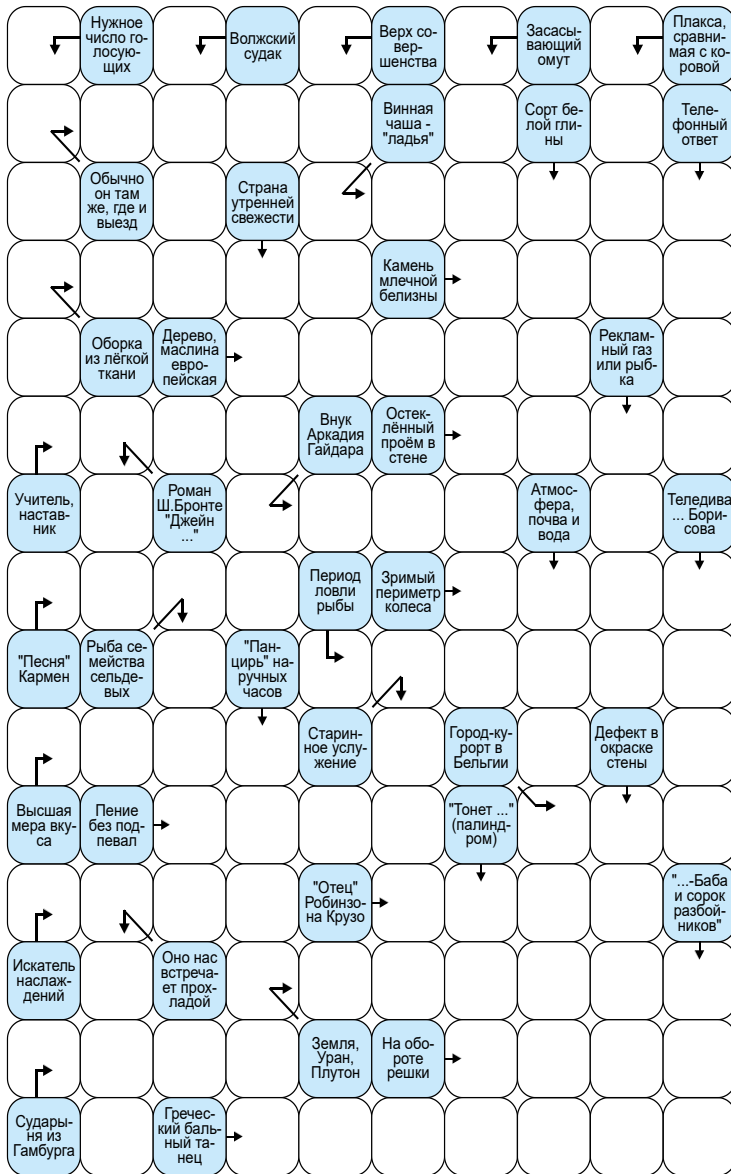 Нужное
число го-
лосую-
щих
Волжский
судак
Верх со-
вер-
шенства
Засасы-
вающий
омут
Плакса,
сравни-
мая с ко-
ровой
Винная
чаша -
"ладья"
Сорт бе-
лой гли-
ны
Теле-
фонный
ответ
Обычно
он там
же, где и
выезд
Страна
утренней
свежести
Камень
млечной
белизны
Оборка
из лёгкой
ткани
Дерево,
маслина
евро-
пейская
Реклам-
ный газ
или рыб-
ка
Внук
Аркадия
Гайдара
Остек-
лённый
проём в
стене
Учитель,
настав-
ник
Роман
Ш.Бронте
"Джейн
..."
Атмос-
фера,
почва и
вода
Теледива
... Бори-
сова
Период
ловли
рыбы
Зримый
периметр
колеса
"Песня"
Кармен
Рыба се-
мейства
сельде-
вых
"Пан-
цирь" на-
ручных
часов
Старин-
ное услу-
жение
Город-ку-
рорт в
Бельгии
Дефект в
окраске
стены
Высшая
мера вку-
са
Пение
без под-
певал
"Тонет ..."
(палинд-
ром)
"Отец"
Робинзо-
на Крузо
"...-Баба
и сорок
разбой-
ников"
Искатель
наслаж-
дений
Оно нас
встреча-
ет прох-
ладой
Земля,
Уран,
Плутон
На обо-
роте
решки
Судары-
ня из
Гамбурга
Гречес-
кий баль-
ный та-
нец